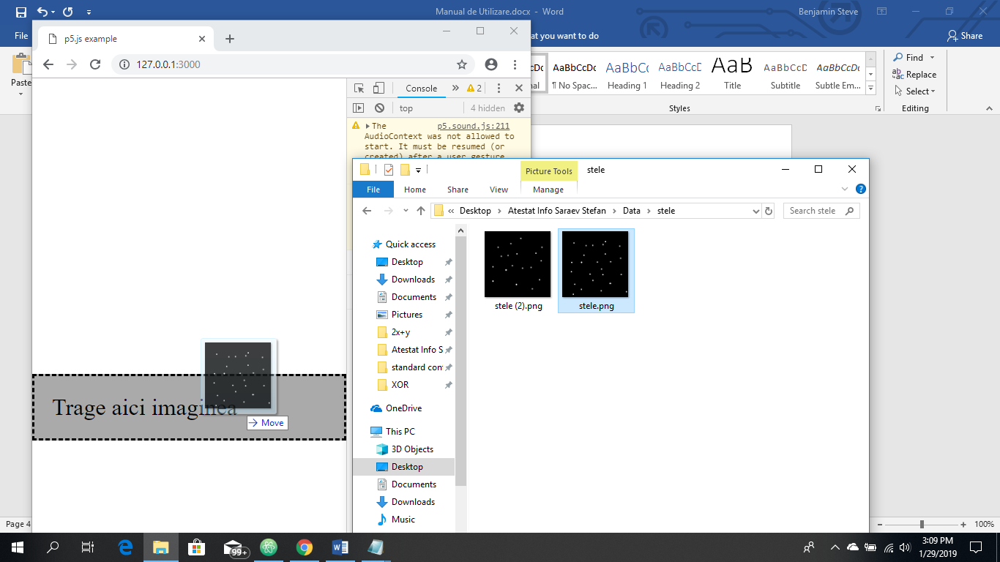 Manual de Utilizare.docx - Word
Benjamin Steve
File
at you want to do
Share
Paste
AaBbCcDc
¶ No Spac...
AaBbCc
Heading 1
AaBbCcD
Heading 2
AaB
Title
AaBbCcD
Subtitle
AaBbCcDc
Subtle Em...
Styles
Find
Replace
Select
Editing
p5.js example
127.0.0.1:3000
Console
2
top
4 hidden
The p5.sound.js:211
AudioContext was not allowed to
start. It must be resumed (or
created) after a user gesture
Trage aici imaginea
Move
Picture Tools
stele
File
Home
Share
View
Manage
Desktop
Atestat Info Saraev Stefan
Data
stele
Search stele
Quick access
Desktop
Downloads
Documents
Pictures
2x+y
Atestat Info S
standard con
XOR
OneDrive
This PC
3D Objects
Desktop
Documents
Downloads
Music
stele (2).png
stele.png
Page 4
100%
99+
3:09 PM
1/29/2019